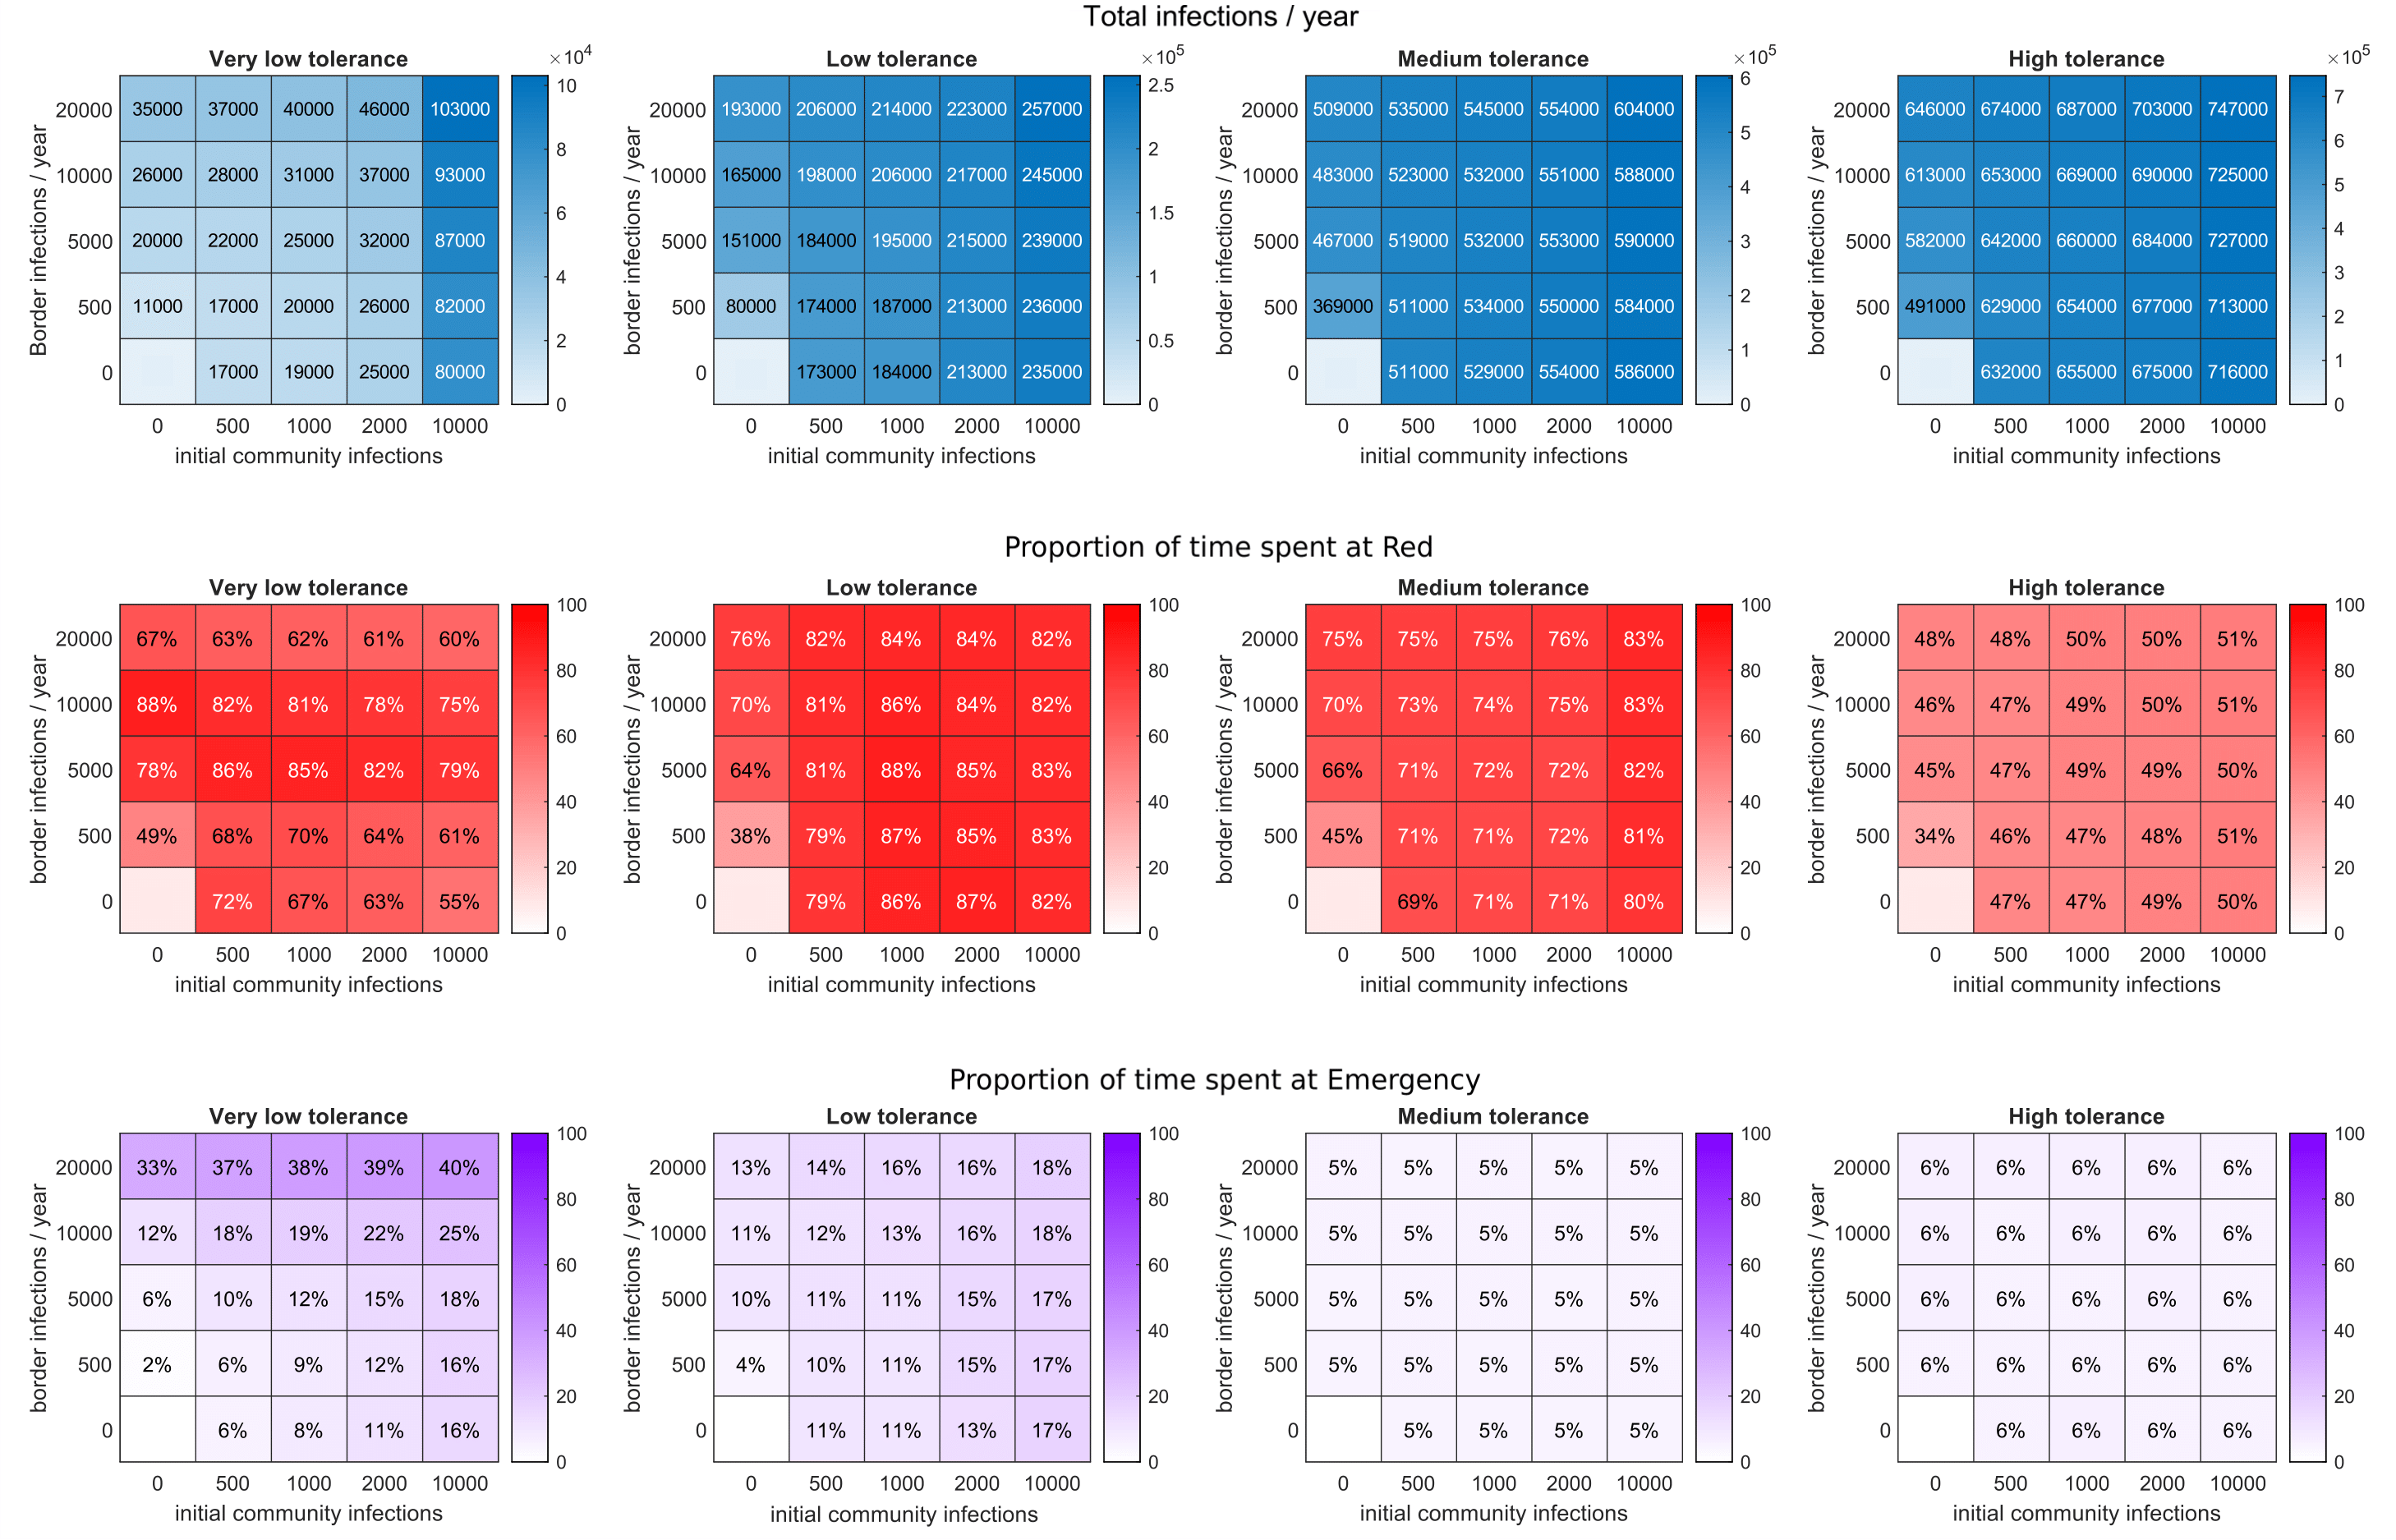 Total infections / year
Very low tolerance ×10⁴ Low tolerance ×10⁵ Medium tolerance ×10⁵ High tolerance ×10⁵
Border infections / year border infections / year border infections / year border infections / year
20000 35000 37000 40000 46000 103000 10 20000 193000 206000 214000 223000 257000 2.5 20000 509000 535000 545000 554000 604000 6 20000 646000 674000 687000 703000 747000 7
10000 26000 28000 31000 37000 93000 8 10000 165000 198000 206000 217000 245000 2 10000 483000 523000 532000 551000 588000 5 10000 613000 653000 669000 690000 725000 6
5000 20000 22000 25000 32000 87000 6 5000 151000 184000 195000 215000 239000 1.5 5000 467000 519000 532000 553000 590000 4 5000 582000 642000 660000 684000 727000 5
500 11000 17000 20000 26000 82000 4 500 80000 174000 187000 213000 236000 1 500 369000 511000 534000 550000 584000 3 500 491000 629000 654000 677000 713000 4
0 17000 19000 25000 80000 2 0 173000 184000 213000 235000 0.5 0 511000 529000 554000 586000 2 0 632000 655000 675000 716000 3
0 0 1 2
0 1
0
0 500 1000 2000 10000 0 500 1000 2000 10000 0 500 1000 2000 10000 0 500 1000 2000 10000
initial community infections initial community infections initial community infections initial community infections
Proportion of time spent at Red
Very low tolerance Low tolerance Medium tolerance High tolerance
border infections / year border infections / year border infections / year border infections / year
100 100 100 100
20000 67% 63% 62% 61% 60% 80 20000 76% 82% 84% 84% 82% 80 20000 75% 75% 75% 76% 83% 80 20000 48% 48% 50% 50% 51% 80
10000 88% 82% 81% 78% 75% 60 10000 70% 81% 86% 84% 82% 60 10000 70% 73% 74% 75% 83% 60 10000 46% 47% 49% 50% 51% 60
5000 78% 86% 85% 82% 79% 40 5000 64% 81% 88% 85% 83% 40 5000 66% 71% 72% 72% 82% 40 5000 45% 47% 49% 49% 50% 40
500 49% 68% 70% 64% 61% 20 500 38% 79% 87% 85% 83% 20 500 45% 71% 71% 72% 81% 20 500 34% 46% 47% 48% 51% 20
0 72% 67% 63% 55% 0 0 79% 86% 87% 82% 0 0 69% 71% 71% 80% 0 0 47% 47% 49% 50% 0
0 500 1000 2000 10000 0 500 1000 2000 10000 0 500 1000 2000 10000 0 500 1000 2000 10000
initial community infections initial community infections initial community infections initial community infections
Proportion of time spent at Emergency
Very low tolerance Low tolerance Medium tolerance High tolerance
border infections / year border infections / year border infections / year border infections / year
100 100 100 100
20000 33% 37% 38% 39% 40% 80 20000 13% 14% 16% 16% 18% 80 20000 5% 5% 5% 5% 5% 80 20000 6% 6% 6% 6% 6% 80
10000 12% 18% 19% 22% 25% 60 10000 11% 12% 13% 16% 18% 60 10000 5% 5% 5% 5% 5% 60 10000 6% 6% 6% 6% 6% 60
5000 6% 10% 12% 15% 18% 40 5000 10% 11% 11% 15% 17% 40 5000 5% 5% 5% 5% 5% 40 5000 6% 6% 6% 6% 6% 40
500 2% 6% 9% 12% 16% 20 500 4% 10% 11% 15% 17% 20 500 5% 5% 5% 5% 5% 20 500 6% 6% 6% 6% 6% 20
0 6% 8% 11% 16% 0 0 11% 11% 13% 17% 0 0 5% 5% 5% 5% 0 0 6% 6% 6% 6% 0
0 500 1000 2000 10000 0 500 1000 2000 10000 0 500 1000 2000 10000 0 500 1000 2000 10000
initial community infections initial community infections initial community infections initial community infections